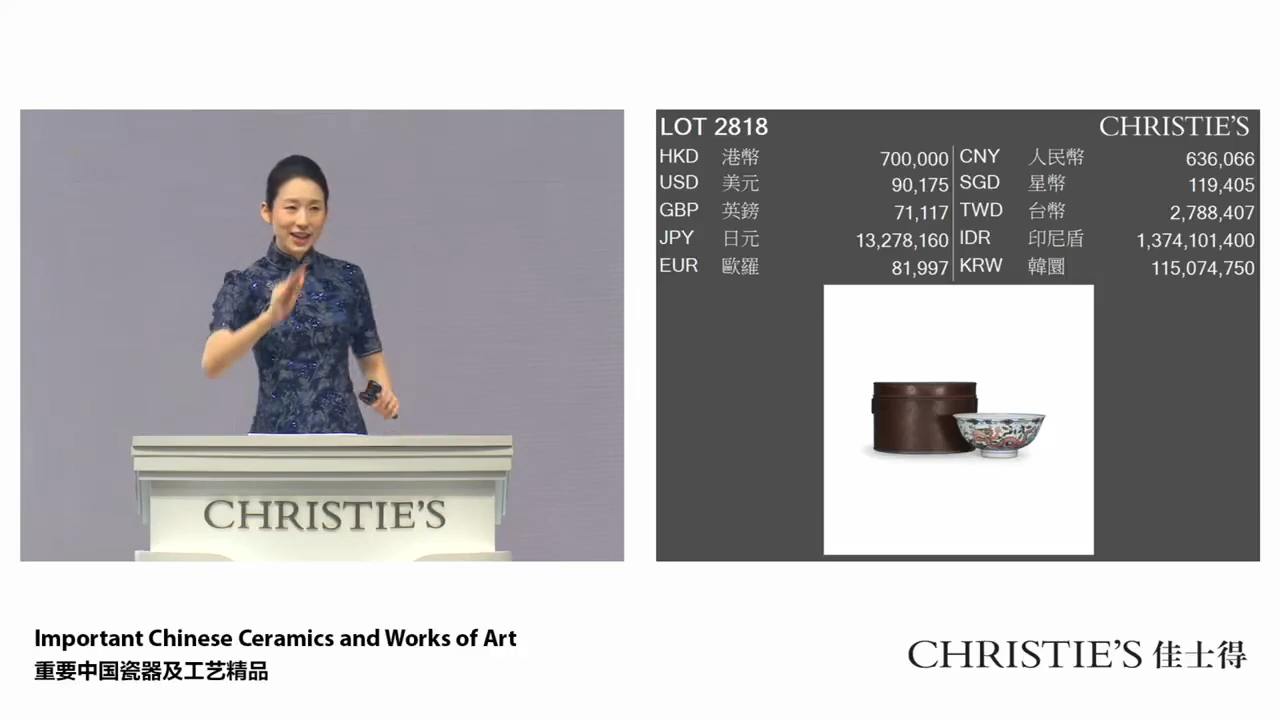 CHRISTIE'S
LOT 2818 CHRISTIE'S
HKD 港幣 700,000 CNY 人民幣 636,066
USD 美元 90,175 SGD 星幣 119,405
GBP 英鎊 71,117 TWD 台幣 2,788,407
JPY 日元 13,278,160 IDR 印尼盾 1,374,101,400
EUR 歐羅 81,997 KRW 韓圜 115,074,750
Important Chinese Ceramics and Works of Art
重要中国瓷器及工艺精品
CHRISTIE'S 佳士得